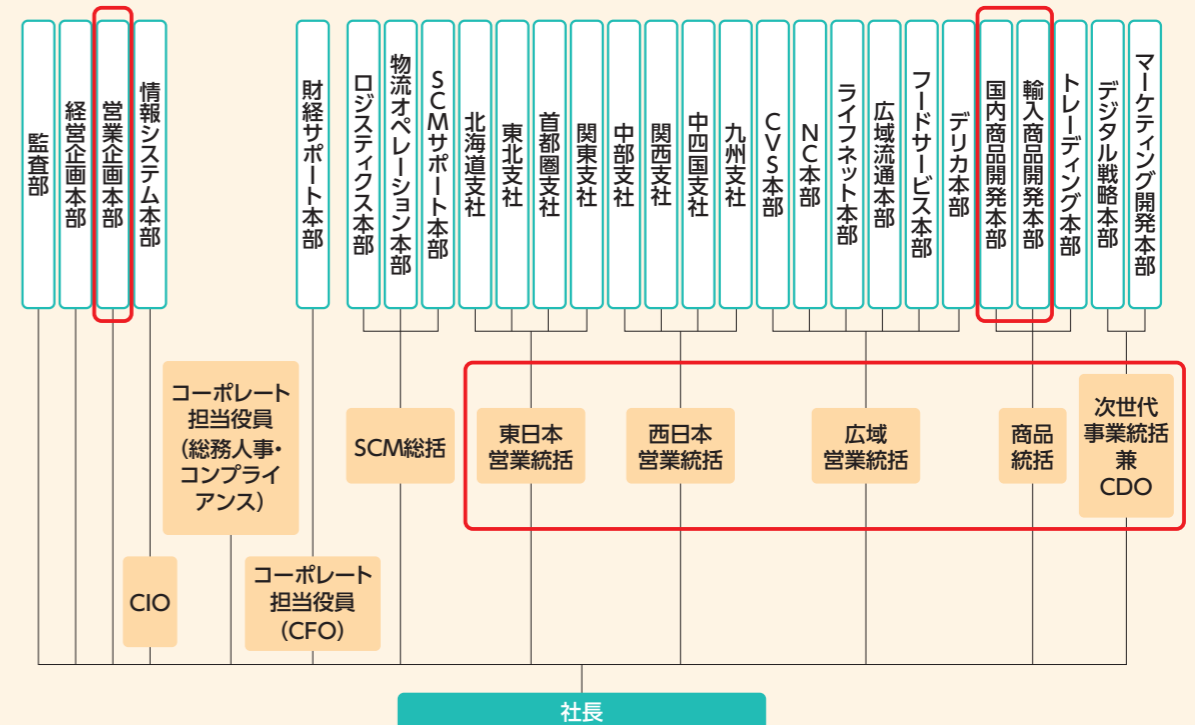 監査部
経営企画本部
営業企画本部
情報システム本部
財経サポート本部
ロジスティクス本部
物流オペレーション本部
SCMサポート本部
北海道支社
東北支社
首都圏支社
関東支社
中部支社
関西支社
中四国支社
九州支社
CVS本部
NC本部
ライフネット本部
広域流通本部
フードサービス本部
デリカ本部
国内商品開発本部
輸入商品開発本部
トレーディング本部
デジタル戦略本部
マーケティング開発本部
コーポレート
担当役員
（総務人事・
コンプライ
アンス）
SCM総括
東日本
営業統括
西日本
営業統括
広域
営業統括
商品
統括
次世代
事業統括
兼
CDO
CIO
コーポレート
担当役員
（CFO）
社長